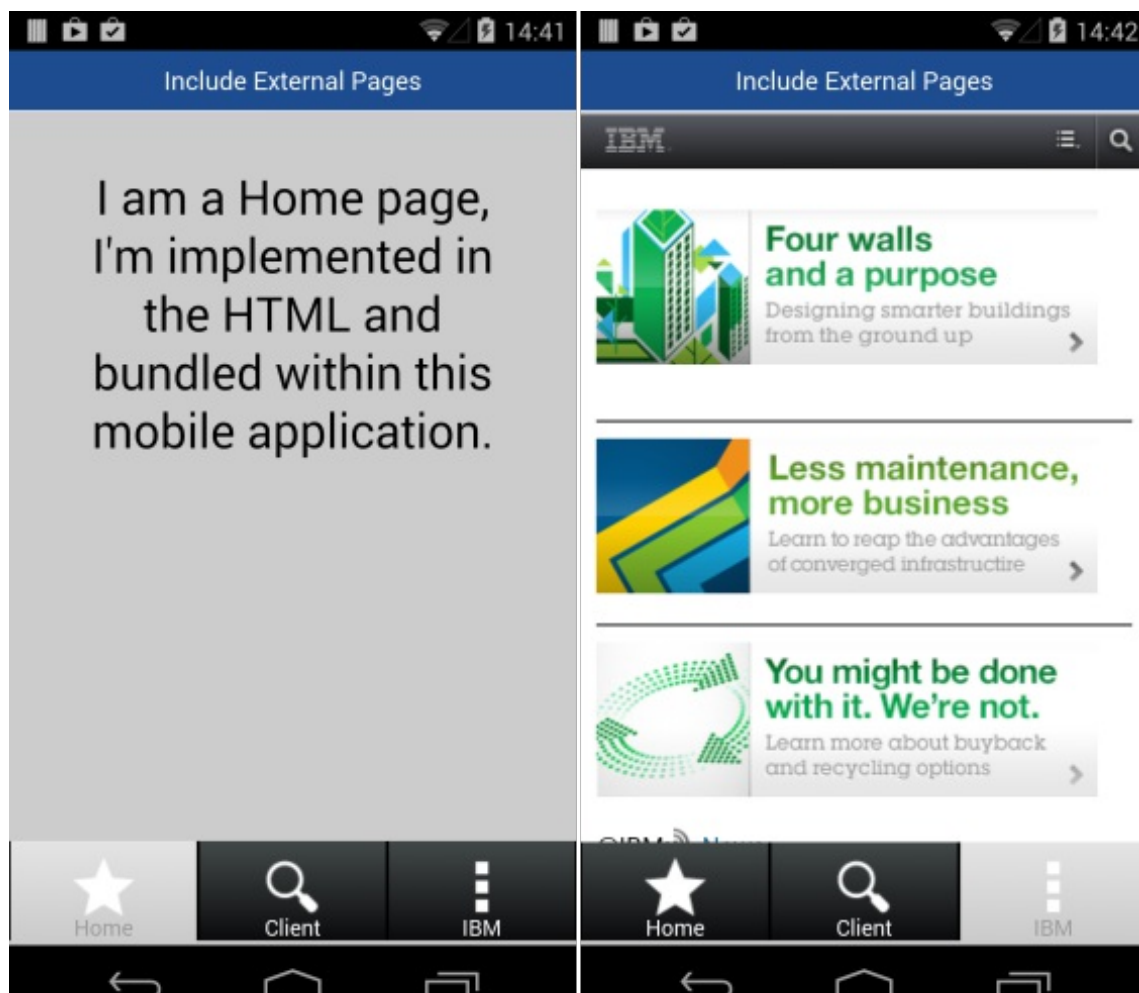 14:41
Include External Pages
I am a Home page,
I'm implemented in
the HTML and
bundled within this
mobile application.
Home
Client
IBM
14:42
Include External Pages
IBM
Four walls
and a purpose
Designing smarter buildings
from the ground up
Less maintenance,
more business
Learn to reap the advantages
of converged infrastructire
You might be done
with it. We're not.
Learn more about buyback
and recycling options
Home
Client
IBM